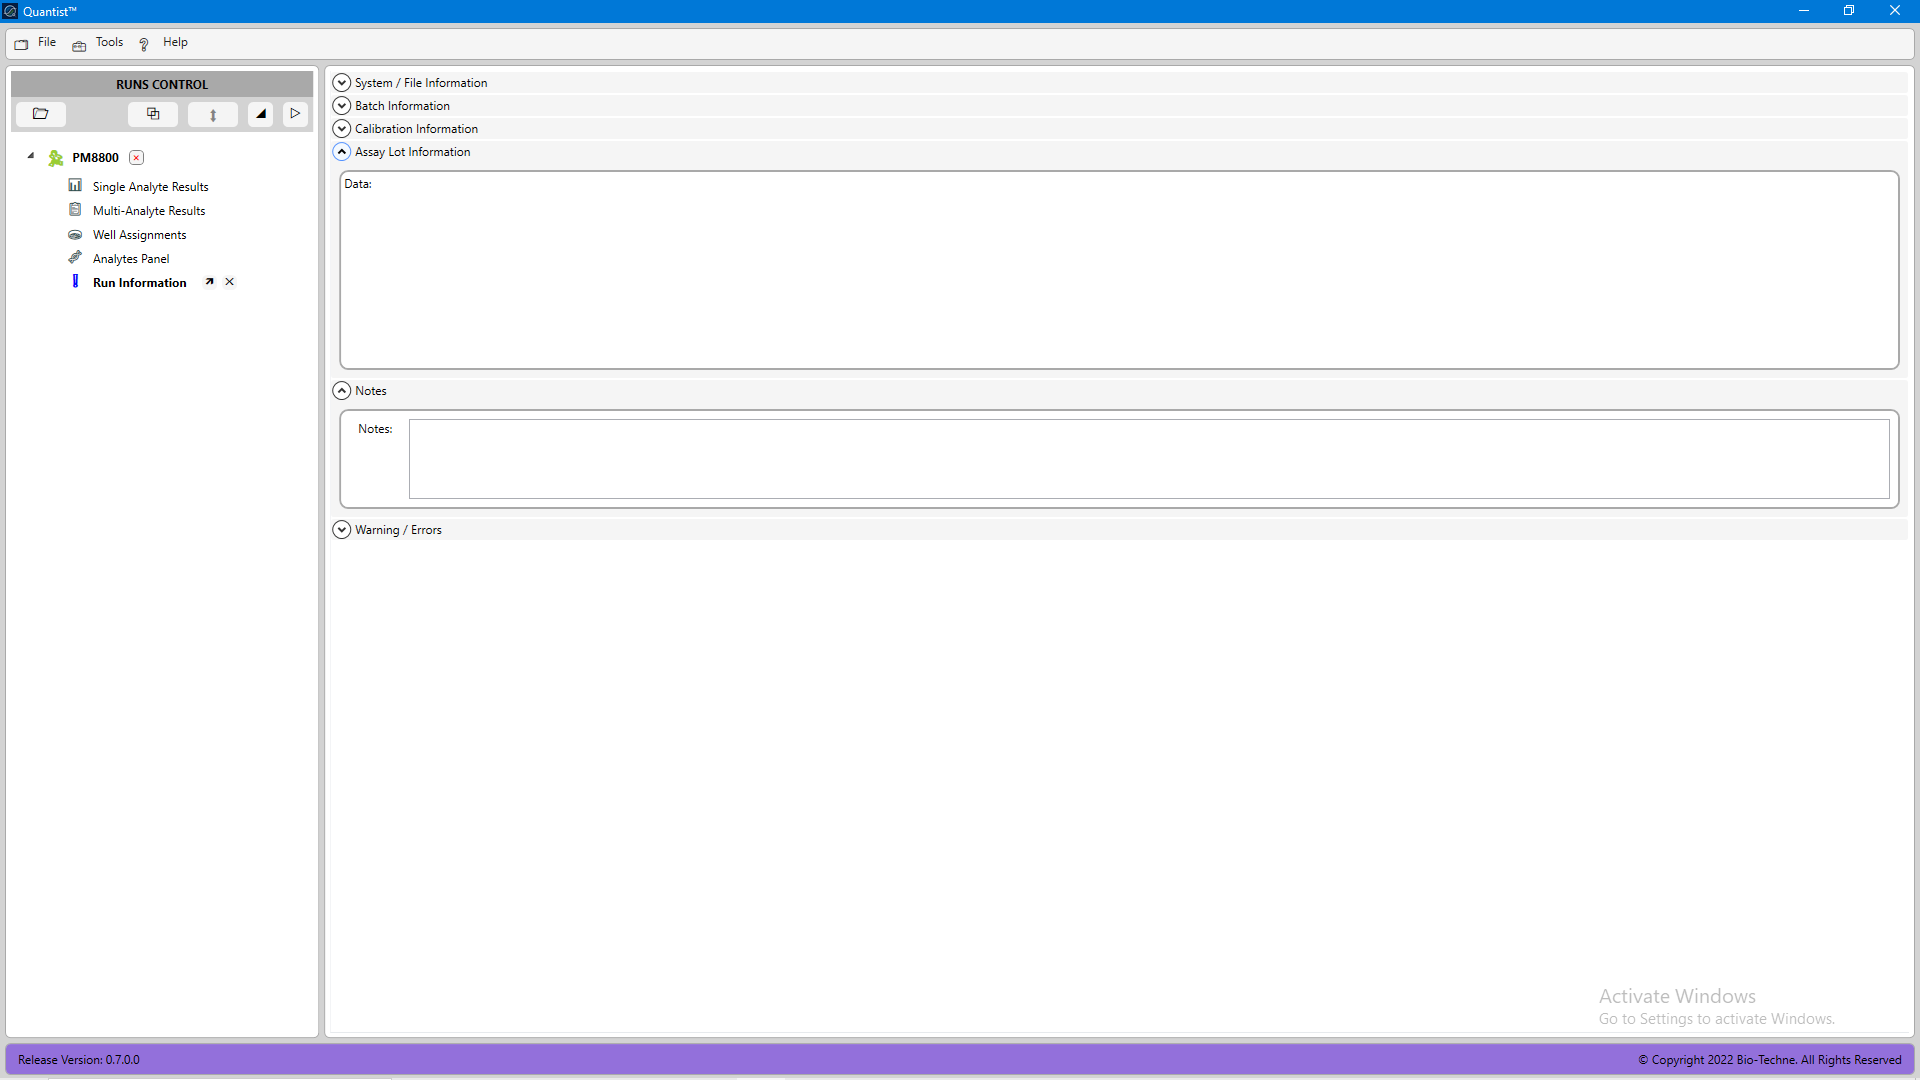 Quantist™
File
Tools
Help
RUNS CONTROL
PM8800
Single Analyte Results
Multi-Analyte Results
Well Assignments
Analytes Panel
Run Information
System / File Information
Batch Information
Calibration Information
Assay Lot Information
Data:
Notes
Notes:
Warning / Errors
Activate Windows
Go to Settings to activate Windows.
Release Version: 0.7.0.0
© Copyright 2022 Bio-Techne. All Rights Reserved